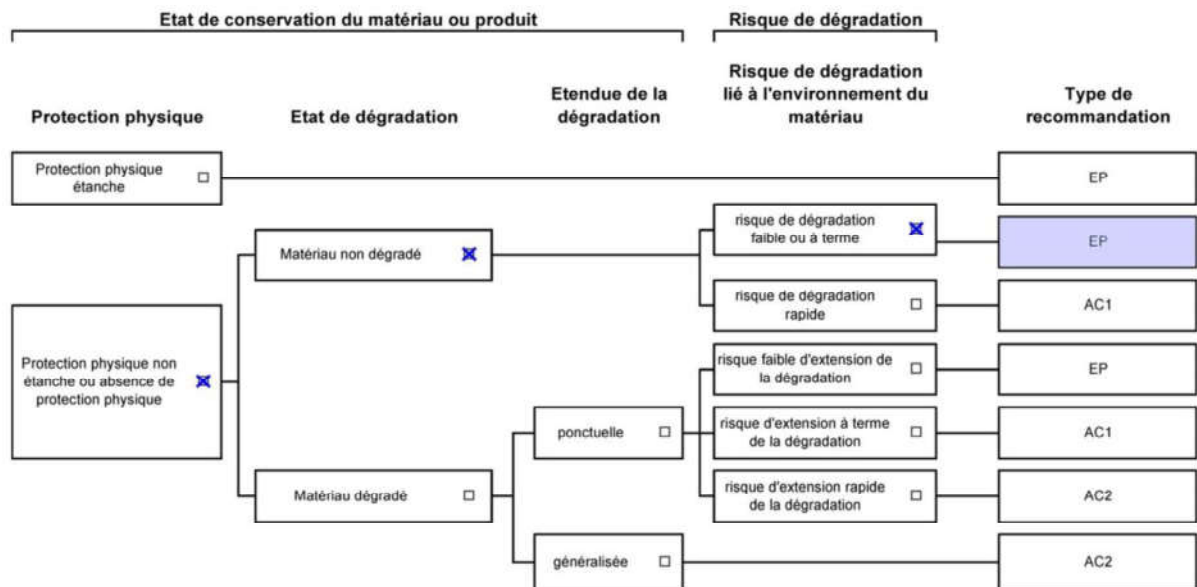 Etat de conservation du matériau ou produit
Risque de dégradation
Protection physique
Etat de dégradation
Etendue de la
dégradation
Risque de dégradation
lié à l'environnement du
matériau
Type de
recommandation
Protection physique
étanche
EP
risque de dégradation
faible ou à terme
EP
Matériau non dégradé
risque de dégradation
rapide
AC1
Protection physique non
étanche ou absence de
protection physique
risque faible d'extension de
la dégradation
EP
ponctuelle
risque d'extension à terme
de la dégradation
AC1
Matériau dégradé
risque d'extension rapide
de la dégradation
AC2
généralisée
AC2